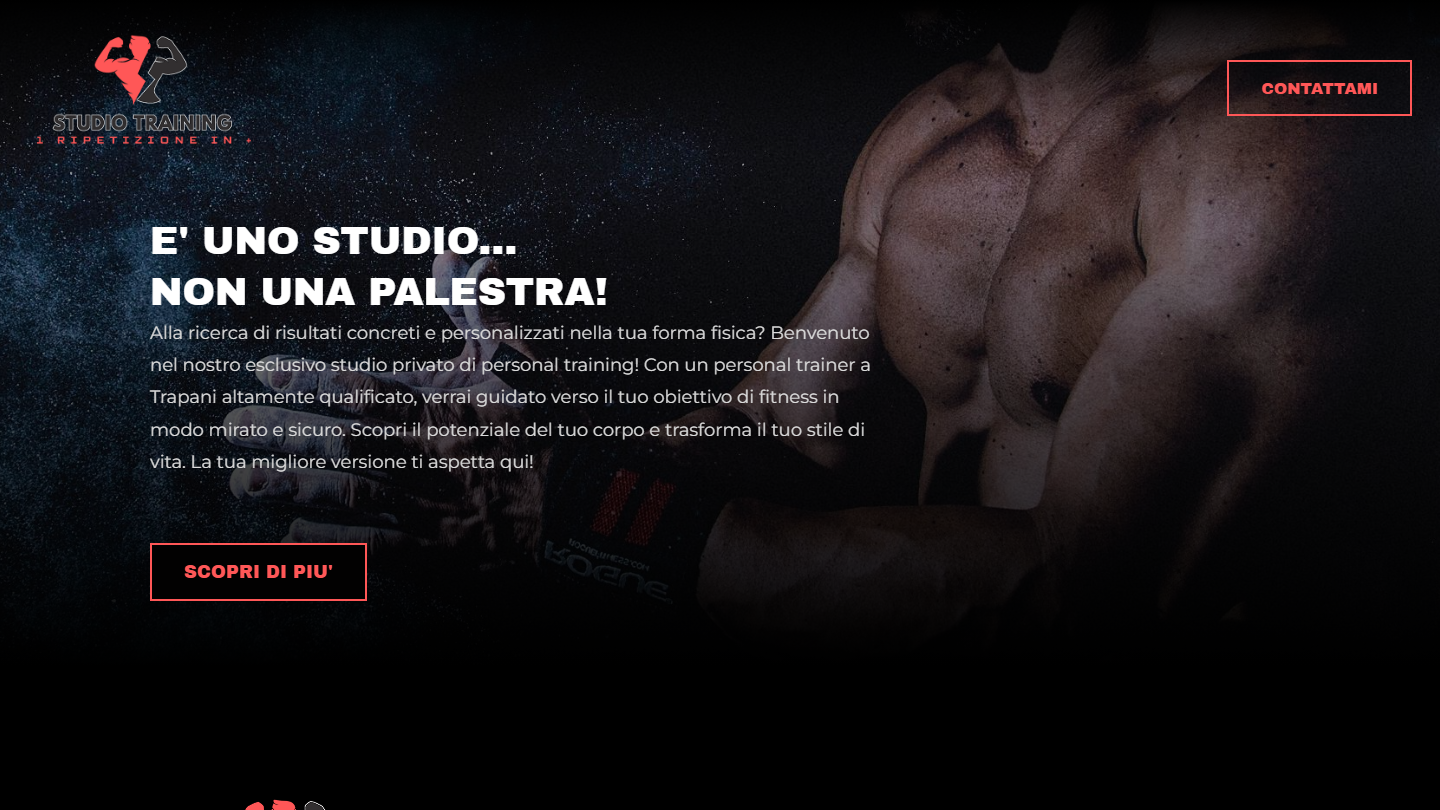 STUDIO TRAINING
1 RIPETIZIONE IN +
CONTATTAMI
E' UNO STUDIO...
NON UNA PALESTRA!
Alla ricerca di risultati concreti e personalizzati nella tua forma fisica? Benvenuto
nel nostro esclusivo studio privato di personal training! Con un personal trainer a
Trapani altamente qualificato, verrai guidato verso il tuo obiettivo di fitness in
modo mirato e sicuro. Scopri il potenziale del tuo corpo e trasforma il tuo stile di
vita. La tua migliore versione ti aspetta qui!
ROGUE
SCOPRI DI PIU'